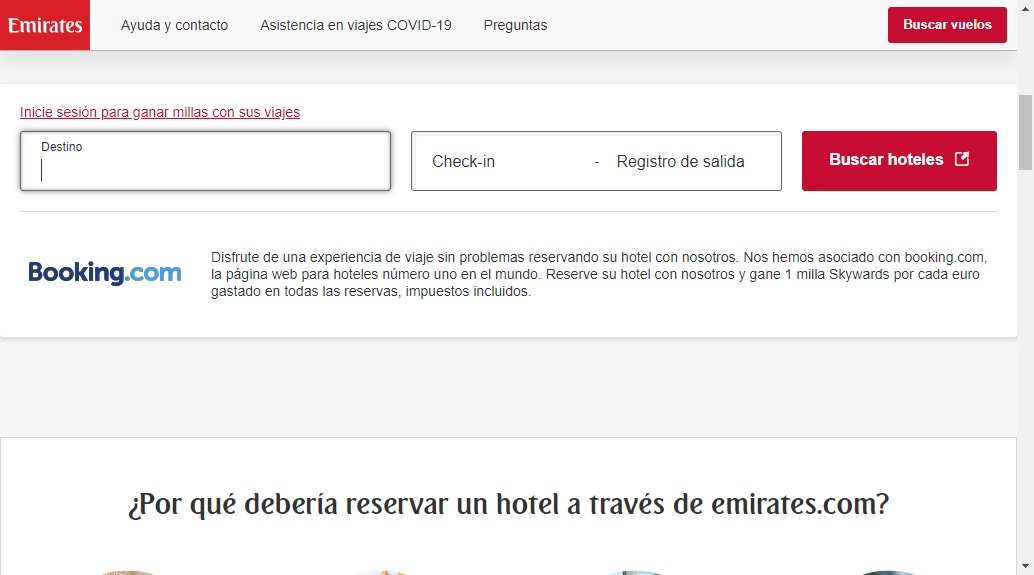 Emirates
Ayuda y contacto
Asistencia en viajes COVID-19
Preguntas
Buscar vuelos
Inicie sesión para ganar millas con sus viajes
Destino
Check-in - Registro de salida
Buscar hoteles
Booking.com
Disfrute de una experiencia de viaje sin problemas reservando su hotel con nosotros. Nos hemos asociado con booking.com,
la página web para hoteles número uno en el mundo. Reserve su hotel con nosotros y gane 1 milla Skywards por cada euro
gastado en todas las reservas, impuestos incluidos.
¿Por qué debería reservar un hotel a través de emirates.com?